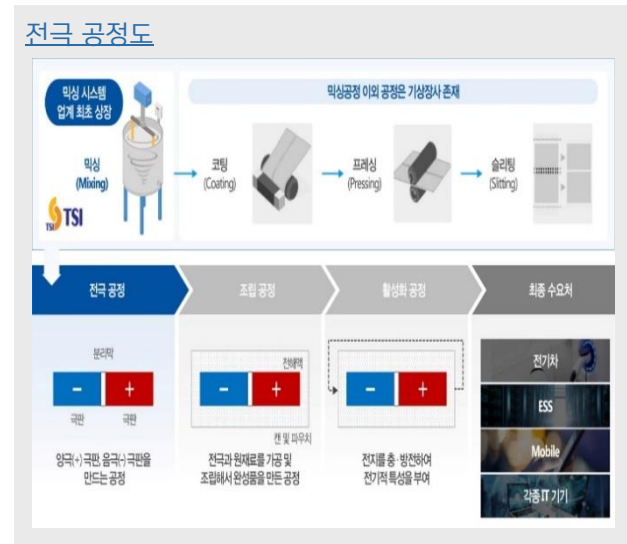 전극 공정도
믹싱 시스템
업계 최초 상장
믹싱공정 이외 공정은 기상장사 존재
믹싱
(Mixing)
코팅
(Coating)
프레싱
(Pressing)
슬리팅
(Slitting)
TSI TSI
전극 공정
조립 공정
활성화 공정
최종 수요처
분리막
- +
극판 극판
양극(+) 극판, 음극(-) 극판을
만드는 공정
전해액
- +
캔 및 파우치
전극과 원재료를 가공 및
조립해서 완성품을 만든 공정
- +
전지를 충·방전하여
전기적 특성을 부여
전기차
ESS
Mobile
각종 IT 기기